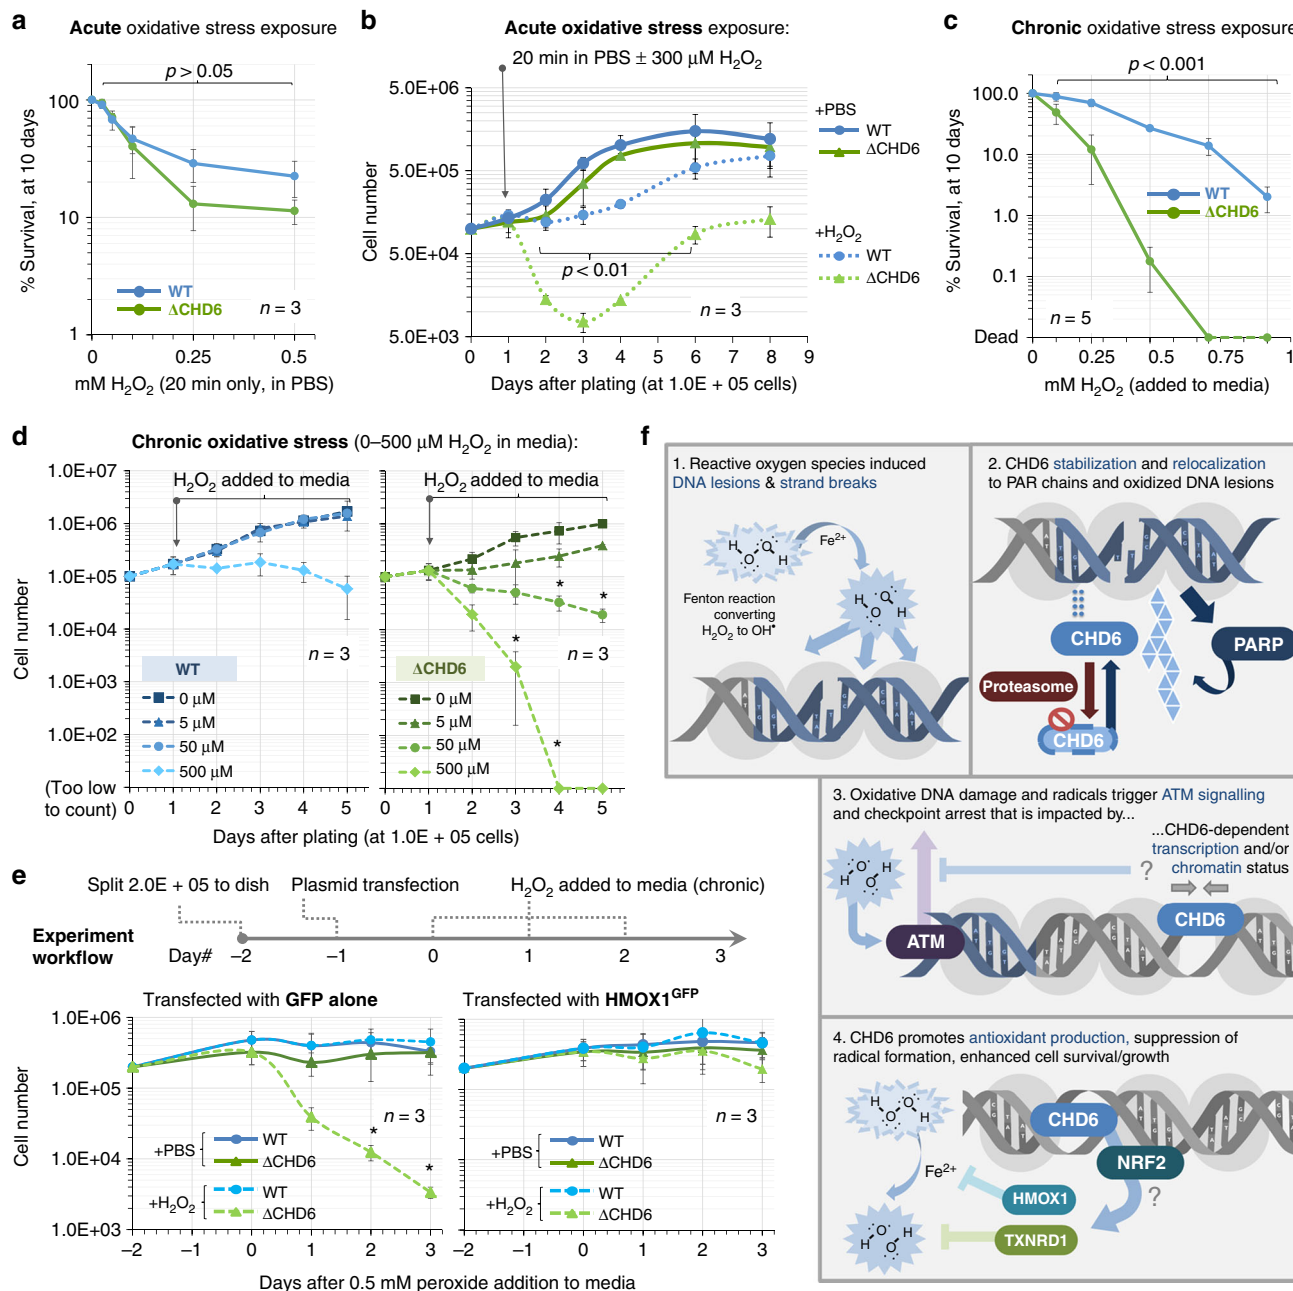 a
Acute oxidative stress exposure
p > 0.05
100
10
1
% Survival, at 10 days
WT
ΔCHD6
n = 3
0 0.25 0.5
mM H₂O₂ (20 min only, in PBS)
b
Acute oxidative stress exposure:
20 min in PBS ± 300 μM H₂O₂
5.0E+06
5.0E+05
5.0E+04
5.0E+03
Cell number
p < 0.01
n = 3
0 1 2 3 4 5 6 7 8 9
Days after plating (at 1.0E + 05 cells)
+PBS
WT
ΔCHD6
+H₂O₂
WT
ΔCHD6
c
Chronic oxidative stress exposure
p < 0.001
100.0
10.0
1.0
0.1
Dead
% Survival, at 10 days
WT
ΔCHD6
n = 5
0 0.25 0.5 0.75 1
mM H₂O₂ (added to media)
d
Chronic oxidative stress (0–500 μM H₂O₂ in media):
1.0E+07
1.0E+06
1.0E+05
1.0E+04
1.0E+03
1.0E+02
(Too low
to count)
Cell number
H₂O₂ added to media
n = 3
WT
0 μM
5 μM
50 μM
500 μM
0 1 2 3 4 5
H₂O₂ added to media
*
*
*
*
n = 3
ΔCHD6
0 μM
5 μM
50 μM
500 μM
0 1 2 3 4 5
Days after plating (at 1.0E + 05 cells)
e
Split 2.0E + 05 to dish
Plasmid transfection
H₂O₂ added to media (chronic)
Experiment
workflow
Day# −2 −1 0 1 2 3
Transfected with GFP alone
1.0E+06
1.0E+05
1.0E+04
1.0E+03
Cell number
n = 3
*
*
+PBS
WT
ΔCHD6
+H₂O₂
WT
ΔCHD6
−2 −1 0 1 2 3
Transfected with HMOX1ᴳᶠᴾ
n = 3
+PBS
WT
ΔCHD6
+H₂O₂
WT
ΔCHD6
−2 −1 0 1 2 3
Days after 0.5 mM peroxide addition to media
f
1. Reactive oxygen species induced
DNA lesions & strand breaks
H O O H
Fe²⁺
H O O H
Fenton reaction
converting
H₂O₂ to OH•
2. CHD6 stabilization and relocalization
to PAR chains and oxidized DNA lesions
CHD6
PARP
Proteasome
CHD6
3. Oxidative DNA damage and radicals trigger ATM signalling
and checkpoint arrest that is impacted by...
...CHD6-dependent
transcription and/or
chromatin status
?
H O O H
CHD6
ATM
4. CHD6 promotes antioxidant production, suppression of
radical formation, enhanced cell survival/growth
H O O H
CHD6
NRF2
Fe²⁺
?
HMOX1
TXNRD1
H O O H